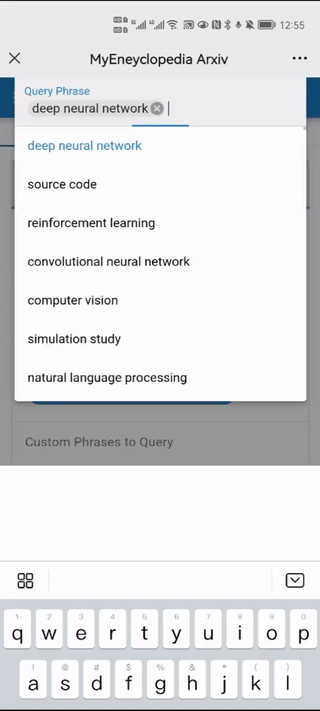 12:55
MyEneyclopedia Arxiv
Query Phrase
deep neural network
deep neural network
source code
reinforcement learning
convolutional neural network
computer vision
simulation study
natural language processing
Custom Phrases to Query
1 2 3 4 5 6 7 8 9 0
q w e r t y u i o p
! @ # $ % & * ( )
a s d f g h j k l